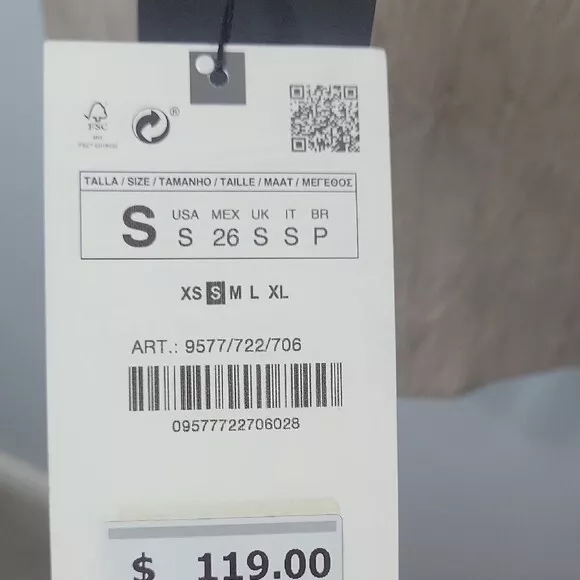 ®
FSC
TALLA / SIZE / TAMANHO / TAILLE / MAAT / ΜΕΓΕΘΟΣ
S
USA MEX UK IT BR
S 26 S S P
XS S M L XL
ART.: 9577/722/706
09577722706028
$ 119.00